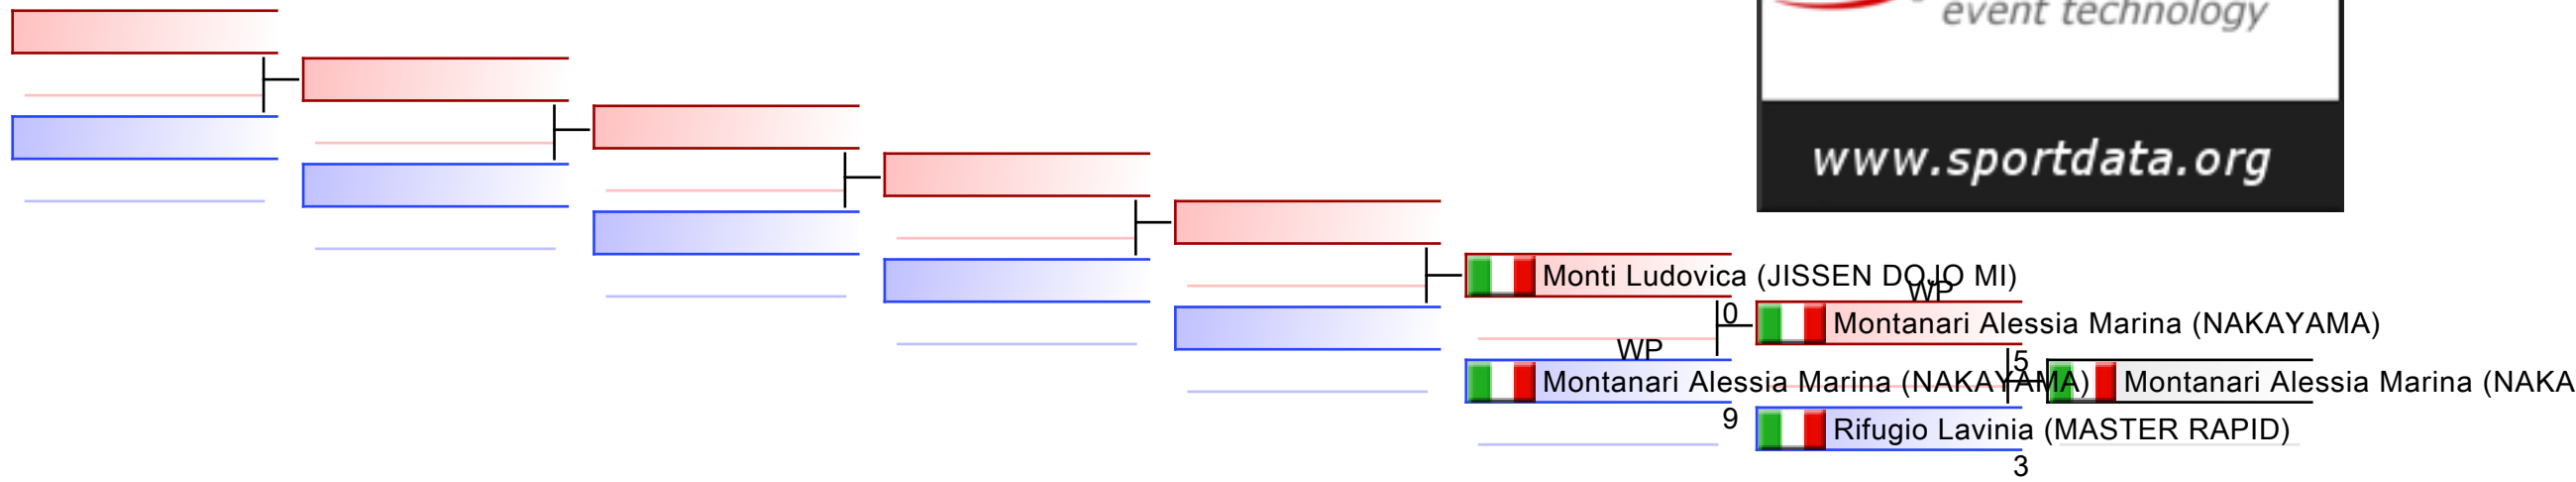 event technology
www.sportdata.org
Monti Ludovica (JISSEN DOJO MI)
WP
0
Montanari Alessia Marina (NAKAYAMA)
WP
5
Montanari Alessia Marina (NAKAYAMA)
Montanari Alessia Marina (NAKA
9
Rifugio Lavinia (MASTER RAPID)
3